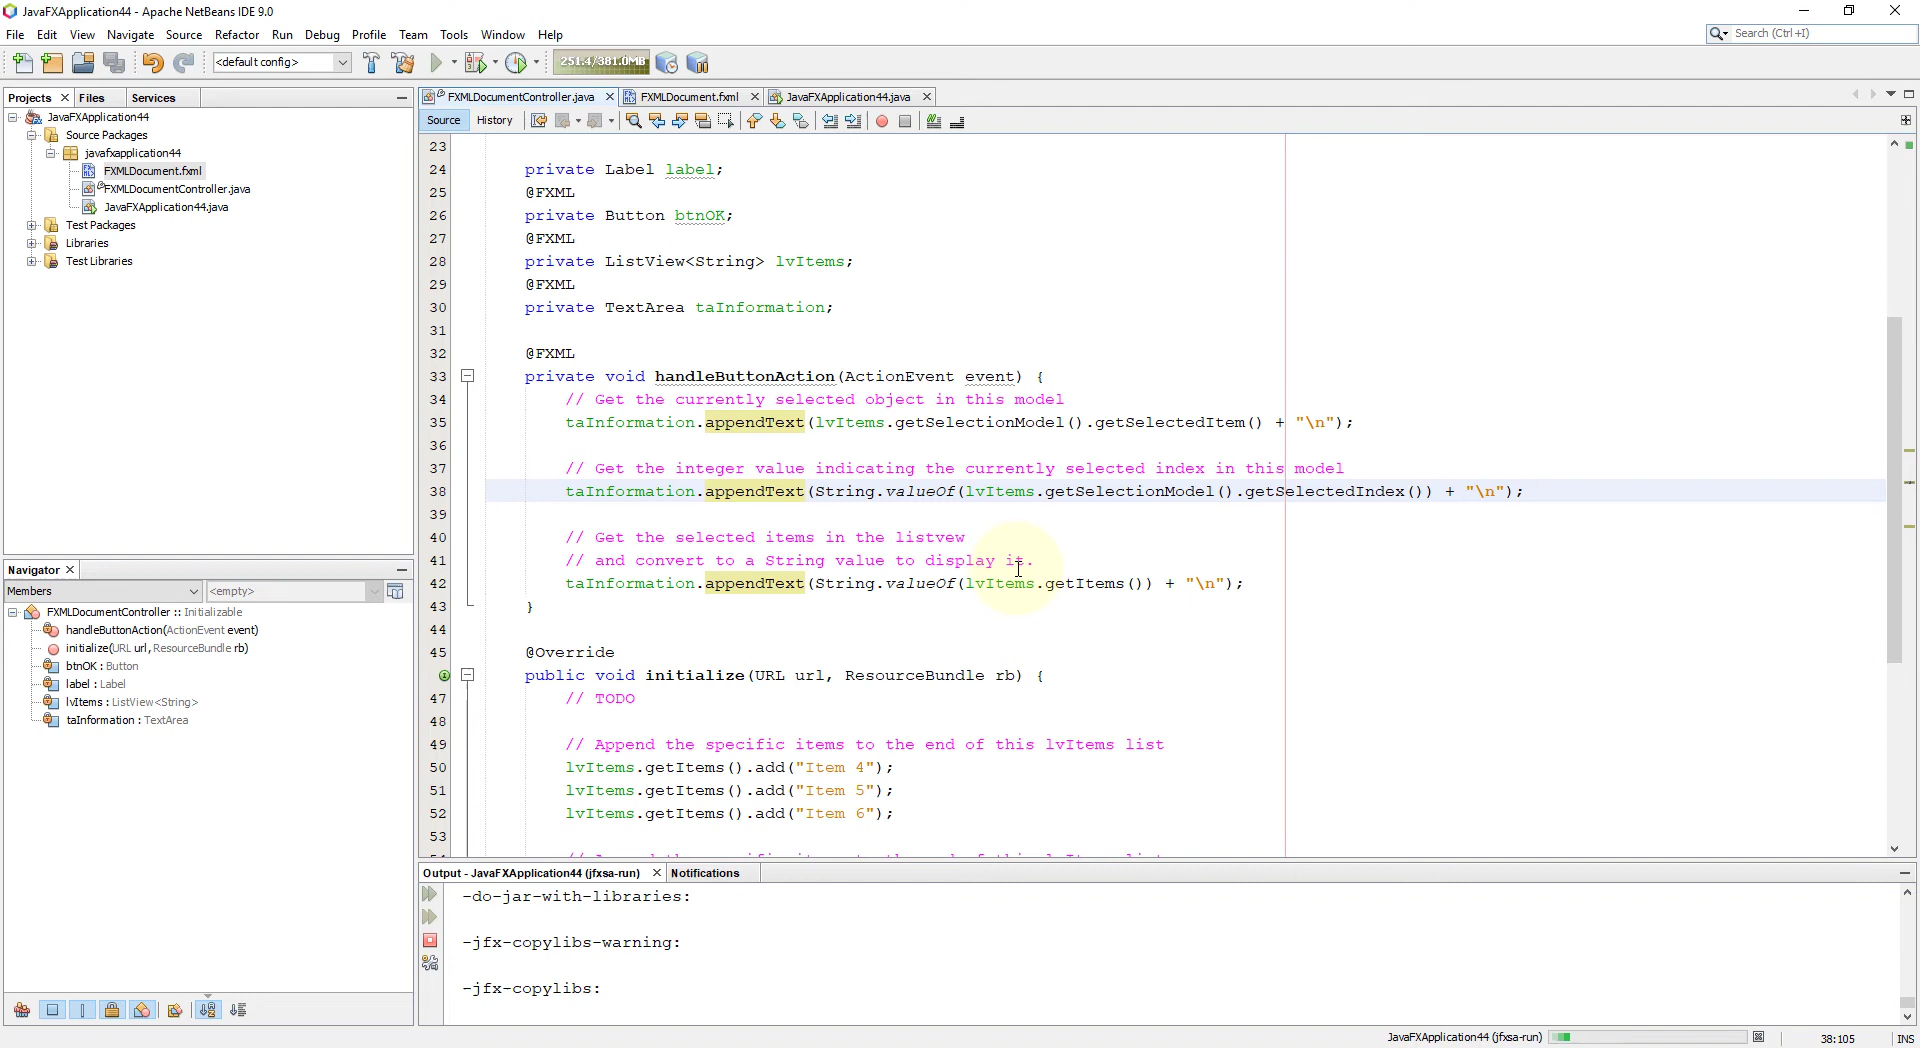 JavaFXApplication44 - Apache NetBeans IDE 9.0
File Edit View Navigate Source Refactor Run Debug Profile Team Tools Window Help
Search (Ctrl+I)
<default config>
251.4/381.0MB
Projects Files Services
JavaFXApplication44
Source Packages
javafxapplication44
FXMLDocument.fxml
FXMLDocumentController.java
JavaFXApplication44.java
Test Packages
Libraries
Test Libraries
FXMLDocumentController.java FXMLDocument.fxml JavaFXApplication44.java
Source History
23
24 private Label label;
25 @FXML
26 private Button btnOK;
27 @FXML
28 private ListView<String> lvItems;
29 @FXML
30 private TextArea taInformation;
31
32 @FXML
33 private void handleButtonAction(ActionEvent event) {
34 // Get the currently selected object in this model
35 taInformation.appendText(lvItems.getSelectionModel().getSelectedItem() + "\n");
36
37 // Get the integer value indicating the currently selected index in this model
38 taInformation.appendText(String.valueOf(lvItems.getSelectionModel().getSelectedIndex()) + "\n");
39
40 // Get the selected items in the listvew
41 // and convert to a String value to display it.
42 taInformation.appendText(String.valueOf(lvItems.getItems()) + "\n");
43 }
44
45 @Override
public void initialize(URL url, ResourceBundle rb) {
47 // TODO
48
49 // Append the specific items to the end of this lvItems list
50 lvItems.getItems().add("Item 4");
51 lvItems.getItems().add("Item 5");
52 lvItems.getItems().add("Item 6");
53
Navigator
Members <empty>
FXMLDocumentController :: Initializable
handleButtonAction(ActionEvent event)
initialize(URL url, ResourceBundle rb)
btnOK : Button
label : Label
lvItems : ListView<String>
taInformation : TextArea
Output - JavaFXApplication44 (jfxsa-run) Notifications
-do-jar-with-libraries:
-jfx-copylibs-warning:
-jfx-copylibs:
JavaFXApplication44 (jfxsa-run) 38:105 INS